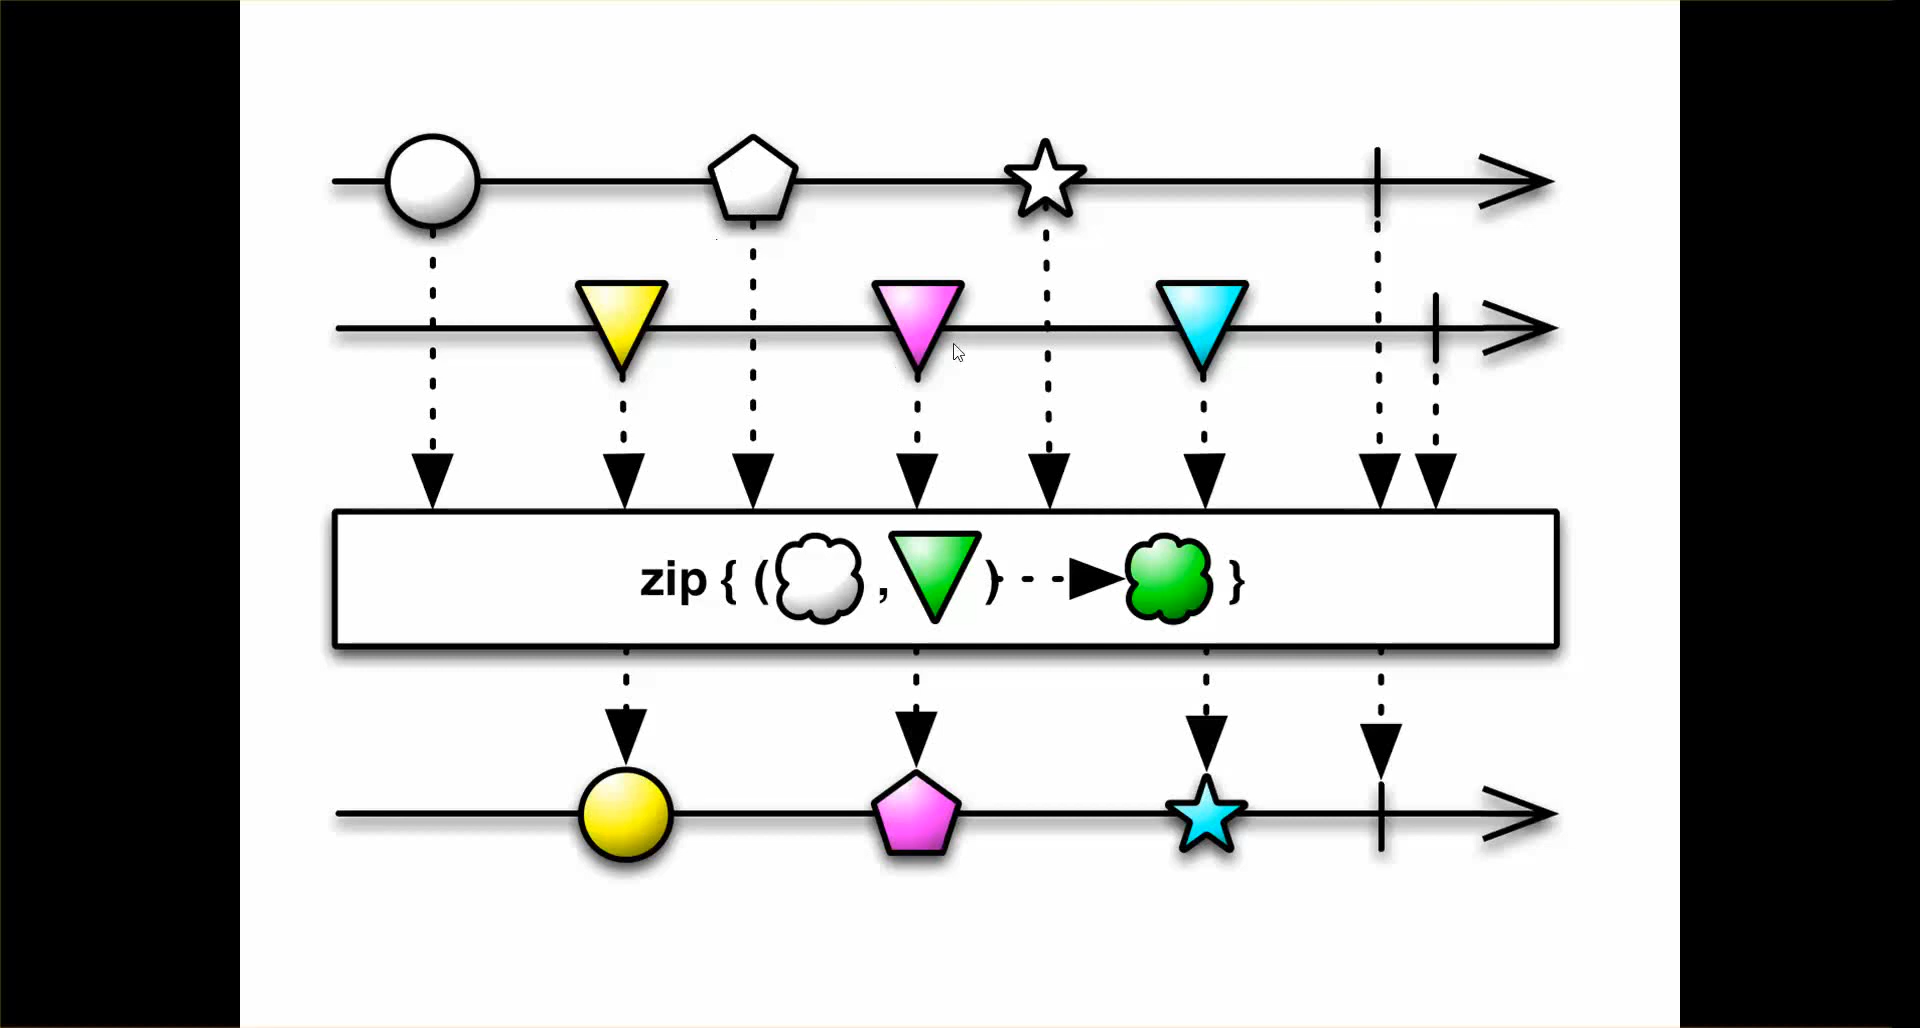 zip { ( , ) }